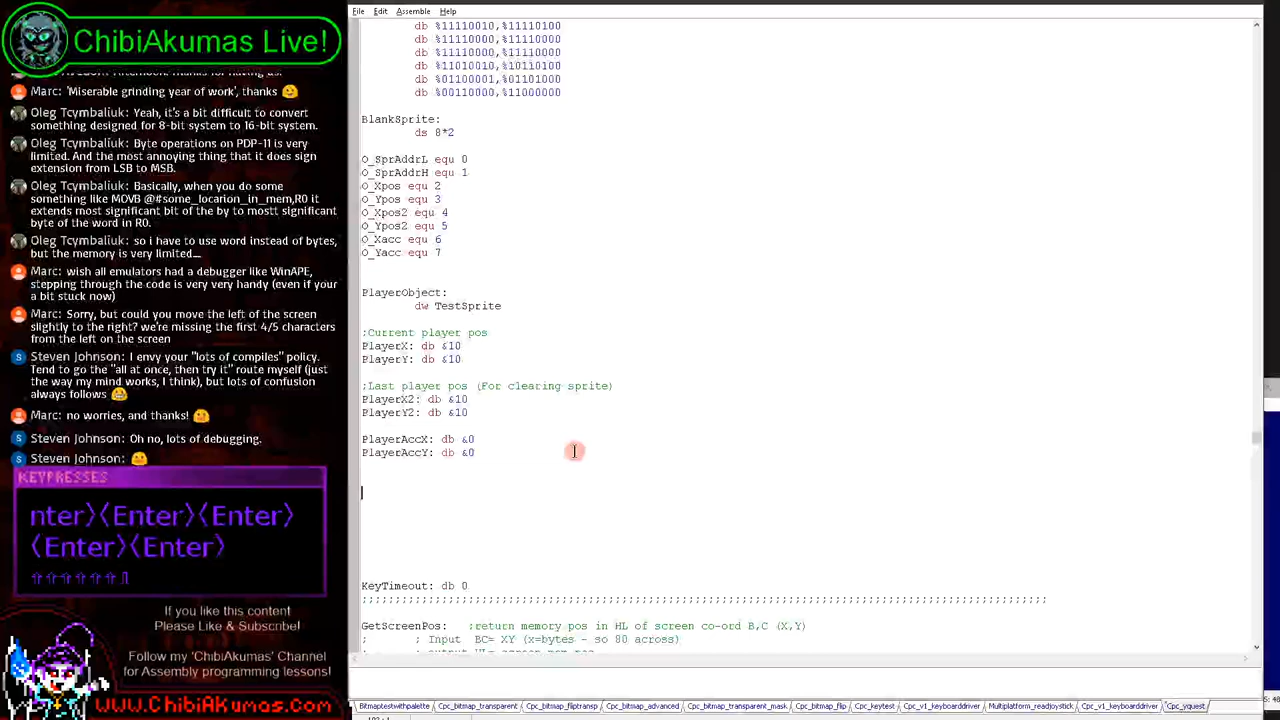 ChibiAkumas Live!
Marc: 'Miserable grinding year of work', thanks
Oleg Tcymbaliuk: Yeah, it's a bit difficult to convert
something designed for 8-bit system to 16-bit system.
Oleg Tcymbaliuk: Byte operations on PDP-11 is very
limited. And the most annoying thing that it does sign
extension from LSB to MSB.
Oleg Tcymbaliuk: Basically, when you do some
something like MOVB @#some_locarion_in_mem,R0 it
extends most significant bit of the by to mostt significant
byte of the word in R0.
Oleg Tcymbaliuk: so i have to use word instead of bytes,
but the memory is very limited...
Marc: wish all emulators had a debugger like WinAPE,
stepping through the code is very very handy (even if your
a bit stuck now)
Marc: Sorry, but could you move the left of the screen
slightly to the right? we're missing the first 4/5 characters
from the left on the screen
Steven Johnson: I envy your "lots of compiles" policy.
Tend to go the "all at once, then try it" route myself (just
the way my mind works, I think), but lots of confusion
always follows
Marc: no worries, and thanks!
Steven Johnson: Oh no, lots of debugging.
Steven Johnson:
KEYPRESSES
nter〉〈Enter〉〈Enter〉
〈Enter〉〈Enter〉
If you like this content
Please Like & Subscribe!
Follow my 'ChibiAkumas' Channel
for Assembly programming lessons!
www.ChibiAkumas.com
File Edit Assemble Help
db %11110010,%11110100
db %11110000,%11110000
db %11110000,%11110000
db %11010010,%10110100
db %01100001,%01101000
db %00110000,%11000000
BlankSprite:
ds 8*2
O_SprAddrL equ 0
O_SprAddrH equ 1
O_Xpos equ 2
O_Ypos equ 3
O_Xpos2 equ 4
O_Ypos2 equ 5
O_Xacc equ 6
O_Yacc equ 7
PlayerObject:
dw TestSprite
;Current player pos
PlayerX: db &10
PlayerY: db &10
;Last player pos (For clearing sprite)
PlayerX2: db &10
PlayerY2: db &10
PlayerAccX: db &0
PlayerAccY: db &0
KeyTimeout: db 0
;;;;;;;;;;;;;;;;;;;;;;;;;;;;;;;;;;;;;;;;;;;;;;;;;;;;;;;;;;;;;;;;;;;;;;;;;;;;;;;;;;;;;;;;;;;;;;;;;;;;;;;
GetScreenPos: ;return memory pos in HL of screen co-ord B,C (X,Y)
; ; Input BC= XY (x=bytes - so 80 across)
Bitmaptestwithpalette Cpc_bitmap_transparent Cpc_bitmap_fliptransp Cpc_bitmap_advanced Cpc_bitmap_transparent_mask Cpc_bitmap_flip Cpc_keytest Cpc_v1_keyboarddriver Multiplatform_readjoystick Cpc_v1_keyboarddriver Cpc_yquest